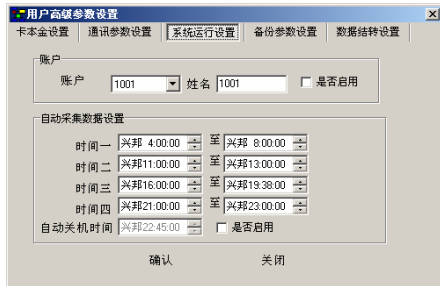 用户高级参数设置
卡本金设置 通讯参数设置 系统运行设置 备份参数设置 数据结转设置
账户
账户 1001 姓名 1001 是否启用
自动采集数据设置
时间一 兴邦 4:00:00 至 兴邦 8:00:00
时间二 兴邦11:00:00 至 兴邦13:00:00
时间三 兴邦16:00:00 至 兴邦19:38:00
时间四 兴邦21:00:00 至 兴邦23:00:00
自动关机时间 兴邦22:45:00 是否启用
确认 关闭